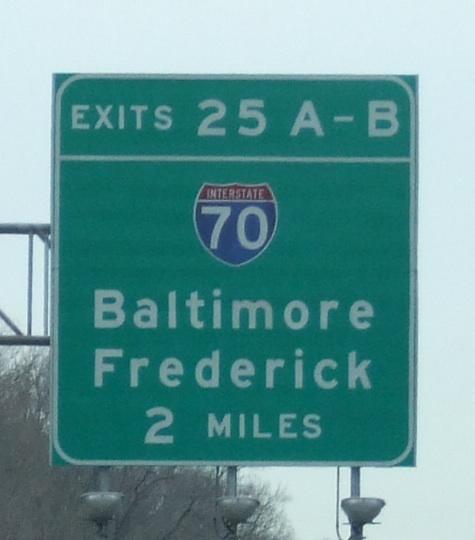 EXITS 25 A-B
INTERSTATE
70
Baltimore
Frederick
2 MILES